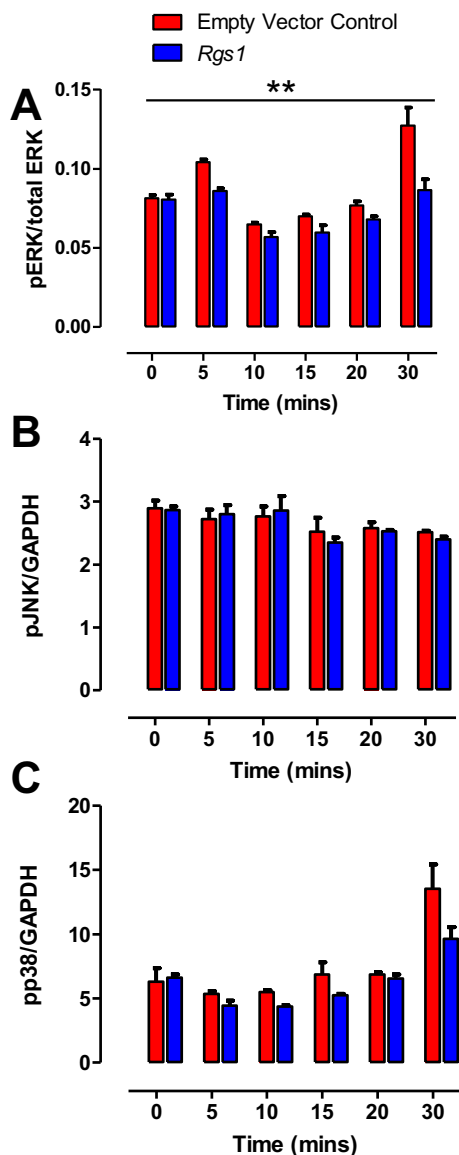 Empty Vector Control
Rgs1
A
**
pERK/total ERK
0.15
0.10
0.05
0.00
0 5 10 15 20 30
Time (mins)
B
pJNK/GAPDH
4
3
2
1
0
0 5 10 15 20 30
Time (mins)
C
pp38/GAPDH
20
15
10
5
0
0 5 10 15 20 30
Time (mins)